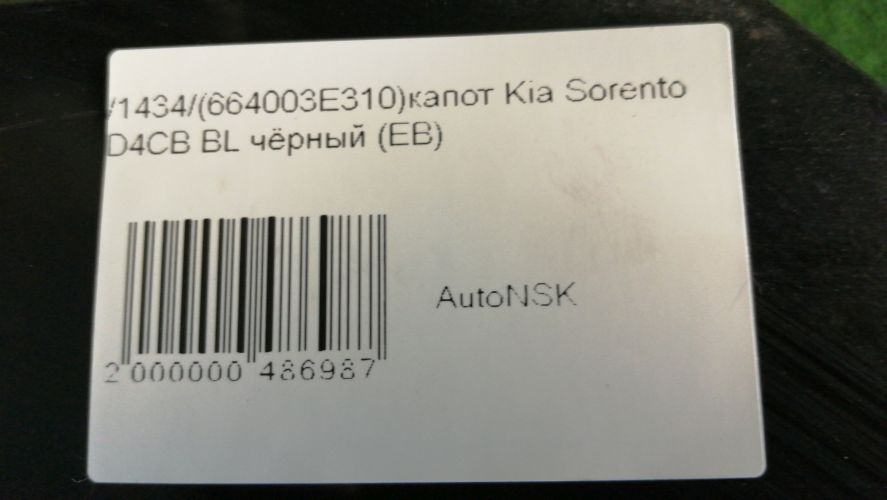 /1434/(664003E310)капот Kia Sorento
D4CB BL чёрный (EB)
AutoNSK
2 000000 486987